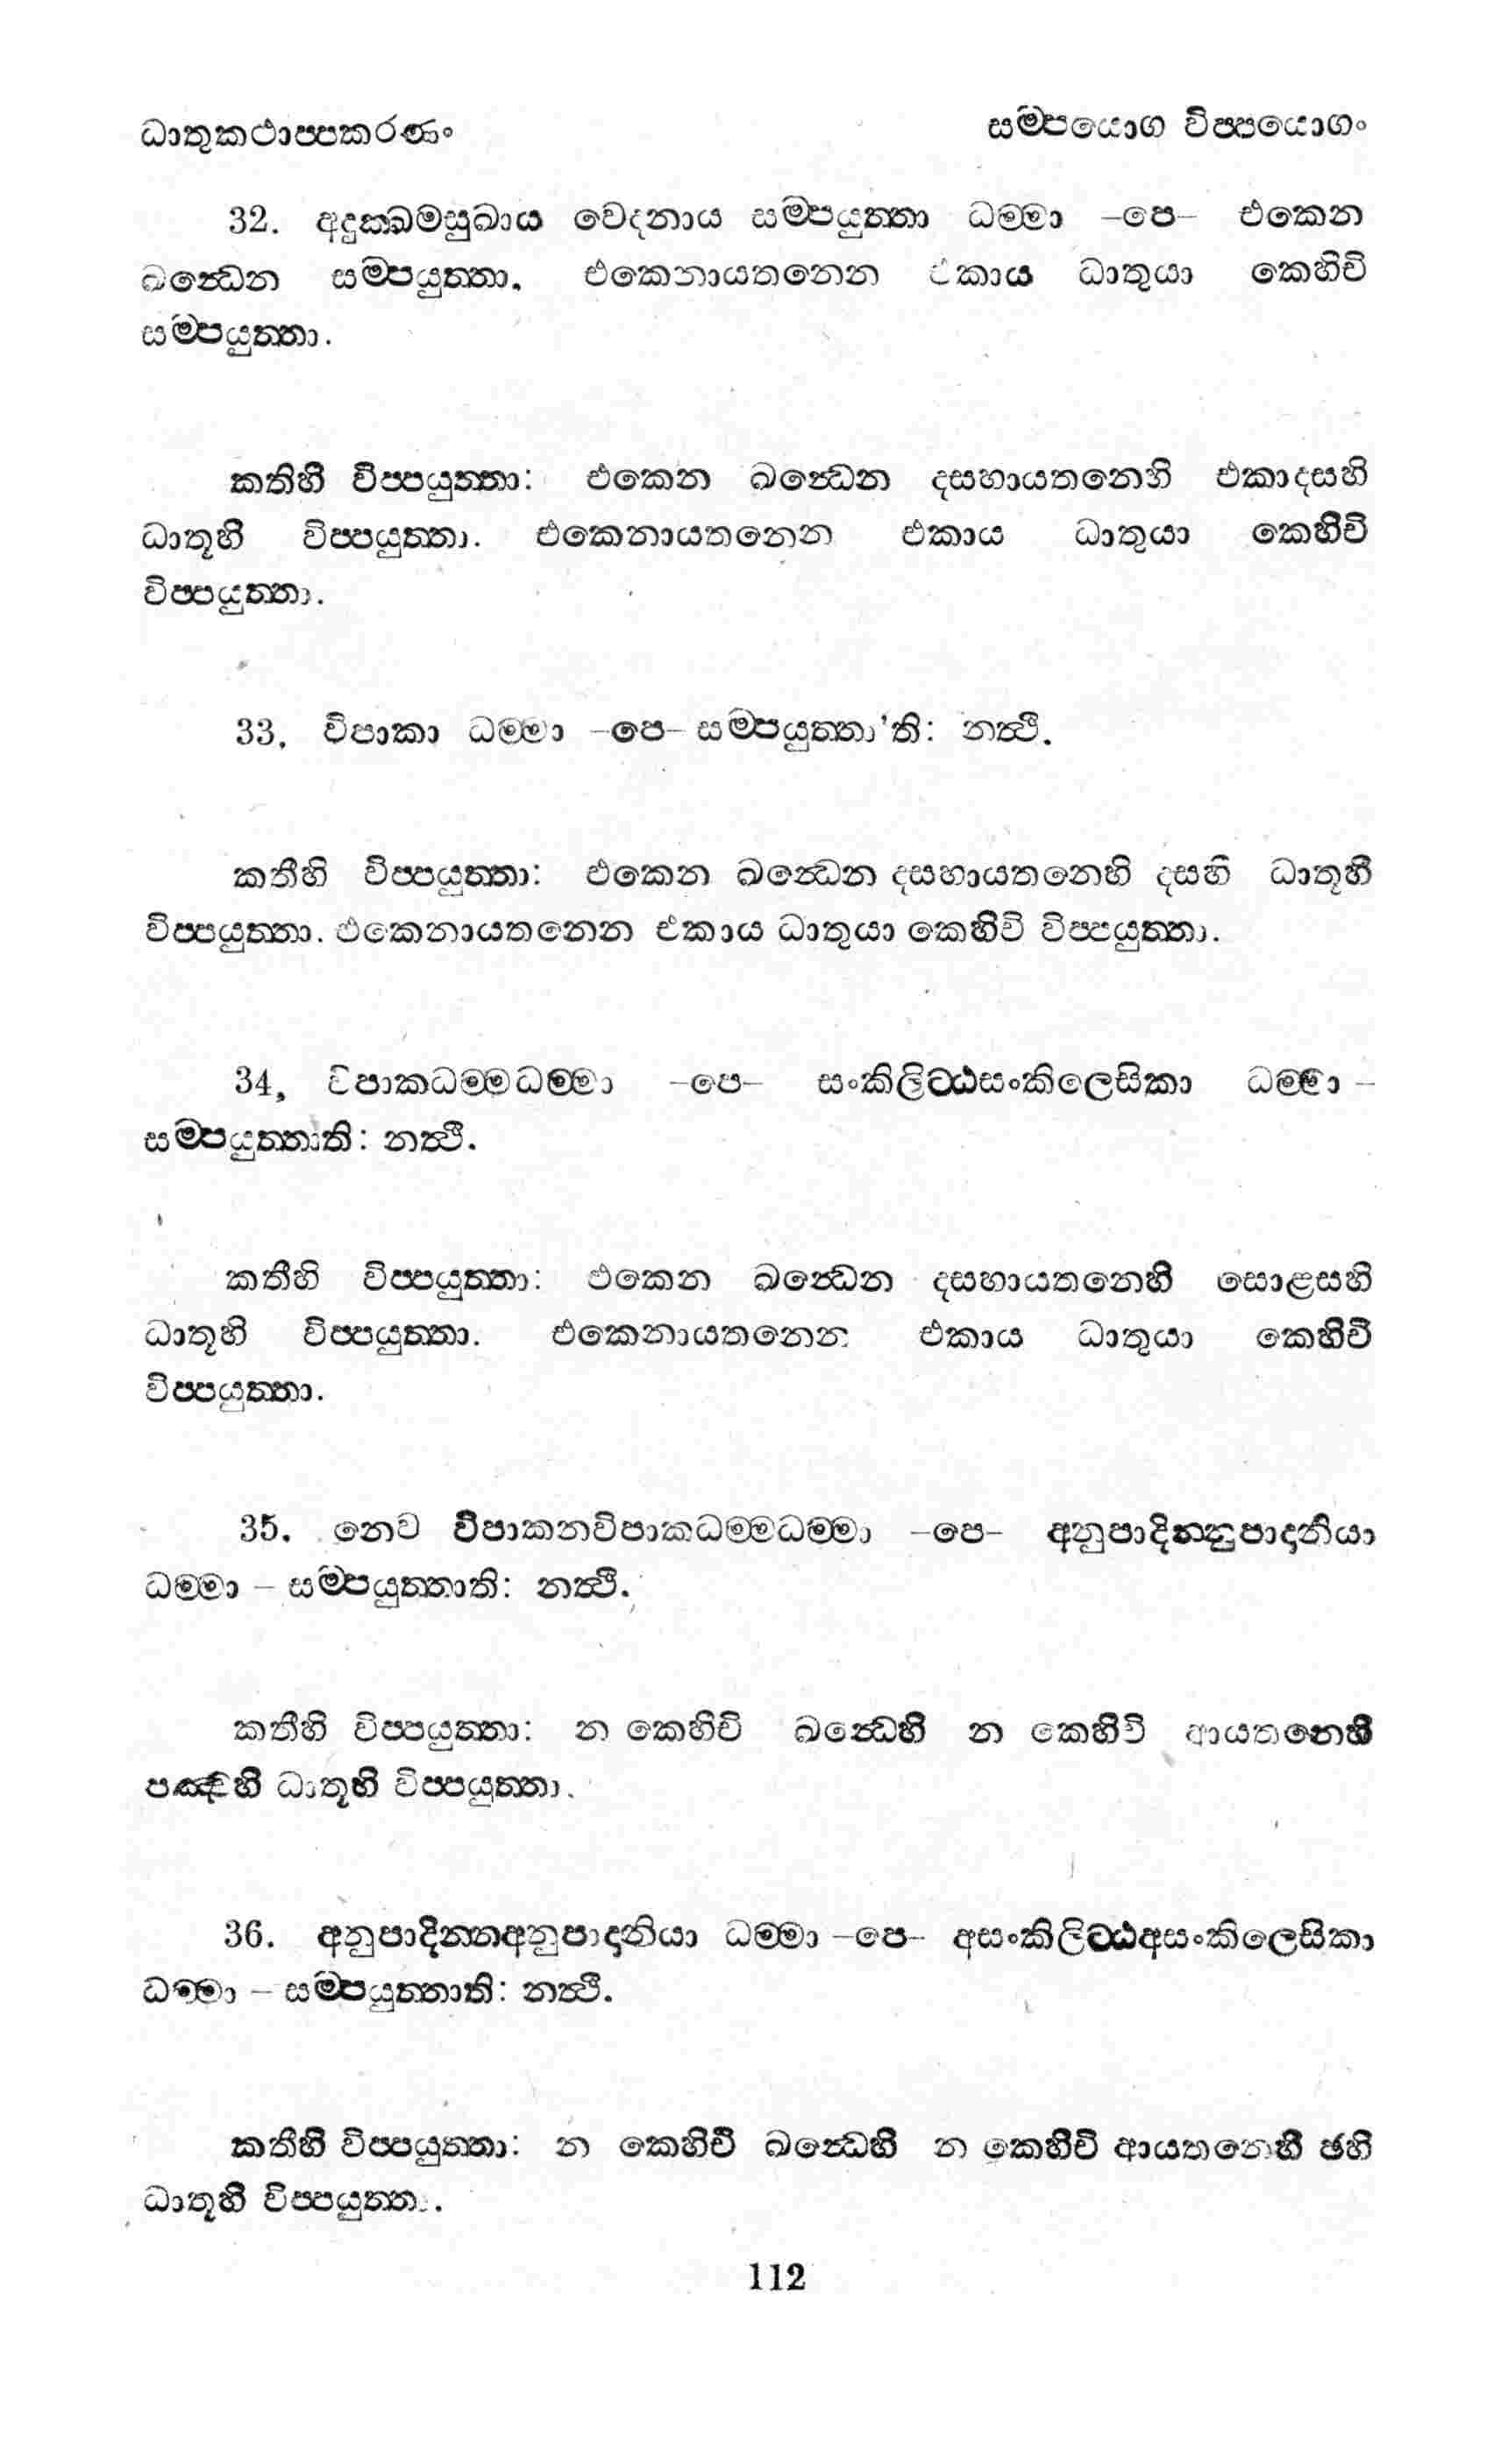 ධාතුකථාප්පකරණං
සම්පයොග විප්පයොගං
32. අදුක්ඛමසුඛාය වෙදනාය සම්පයුත්තා ධම්මා –පෙ– එකෙන
ඛන්ධෙන සම්පයුත්තා. එකෙනායතනෙන එකාය ධාතුයා කෙහිචි
සම්පයුත්තා.
කතිහි විප්පයුත්තා: එකෙන ඛන්ධෙන දසහායතනෙහි එකාදසහි
ධාතූහි විප්පයුත්තා. එකෙනායතනෙන එකාය ධාතුයා කෙහිචි
විප්පයුත්තා.
33. විපාකා ධම්මා –පෙ– සම්පයුත්තා'ති: නත්ථි.
කතීහි විප්පයුත්තා: එකෙන ඛන්ධෙන දසහායතනෙහි දසහි ධාතූහි
විප්පයුත්තා. එකෙනායතනෙන එකාය ධාතුයා කෙහිචි විප්පයුත්තා.
34. විපාකධම්මධම්මා –පෙ– සංකිලිට්ඨසංකිලෙසිකා ධම්මා –
සම්පයුත්තාති: නත්ථි.
කතීහි විප්පයුත්තා: එකෙන ඛන්ධෙන දසහායතනෙහි සොළසහි
ධාතූහි විප්පයුත්තා. එකෙනායතනෙන එකාය ධාතුයා කෙහිචි
විප්පයුත්තා.
35. නෙව විපාකනවිපාකධම්මධම්මා –පෙ– අනුපාදින්නුපාදානියා
ධම්මා – සම්පයුත්තාති: නත්ථි.
කතීහි විප්පයුත්තා: න කෙහිචි ඛන්ධෙහි න කෙහිචි ආයතනෙහි
පඤ්චහි ධාතූහි විප්පයුත්තා.
36. අනුපාදින්නඅනුපාදානියා ධම්මා –පෙ– අසංකිලිට්ඨඅසංකිලෙසිකා
ධම්මා – සම්පයුත්තාති: නත්ථි.
කතීහි විප්පයුත්තා: න කෙහිචි ඛන්ධෙහි න කෙහිචි ආයතනෙහි ඡහි
ධාතූහි විප්පයුත්තා.
112